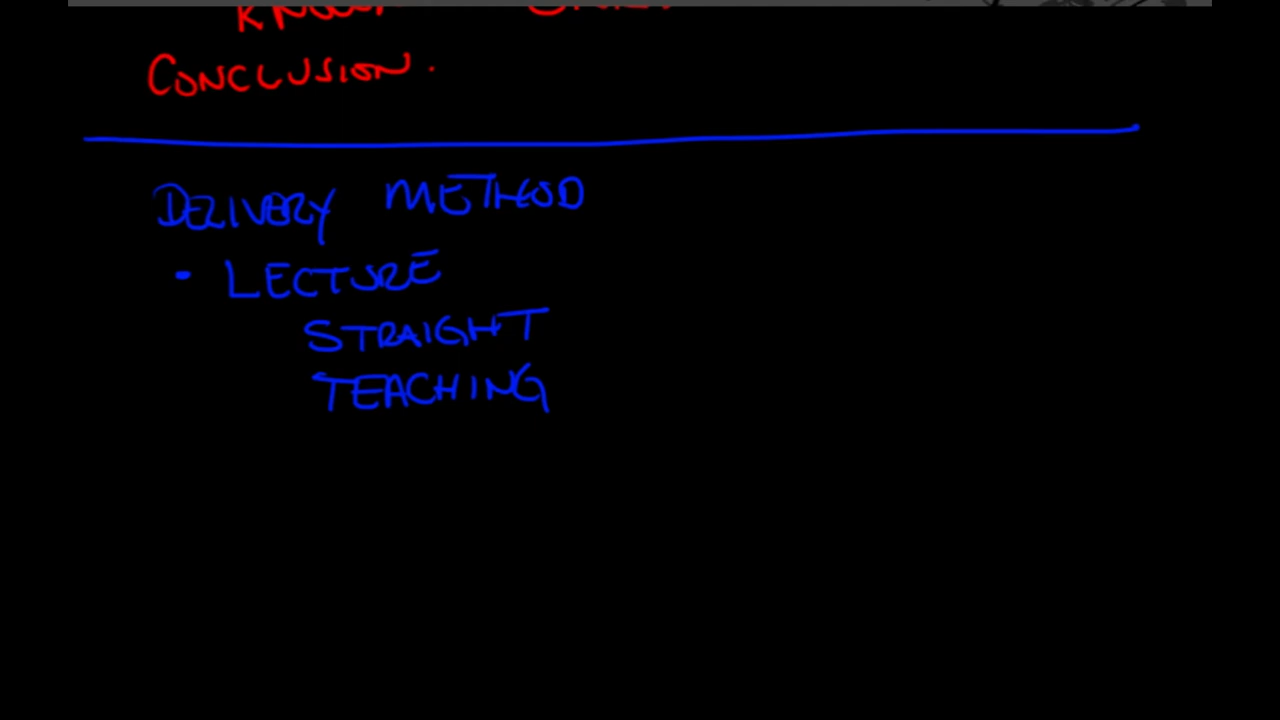 CONCLUSION.
DELIVERY METHOD
• LECTURE
STRAIGHT
TEACHING